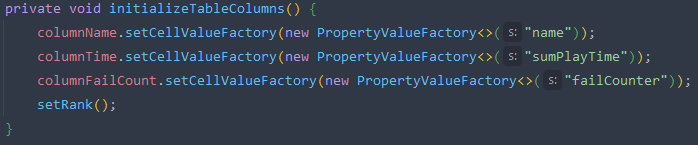 private void initializeTableColumns() {
columnName.setCellValueFactory(new PropertyValueFactory<>( s: "name"));
columnTime.setCellValueFactory(new PropertyValueFactory<>( s: "sumPlayTime"));
columnFailCount.setCellValueFactory(new PropertyValueFactory<>( s: "failCounter"));
setRank();
}